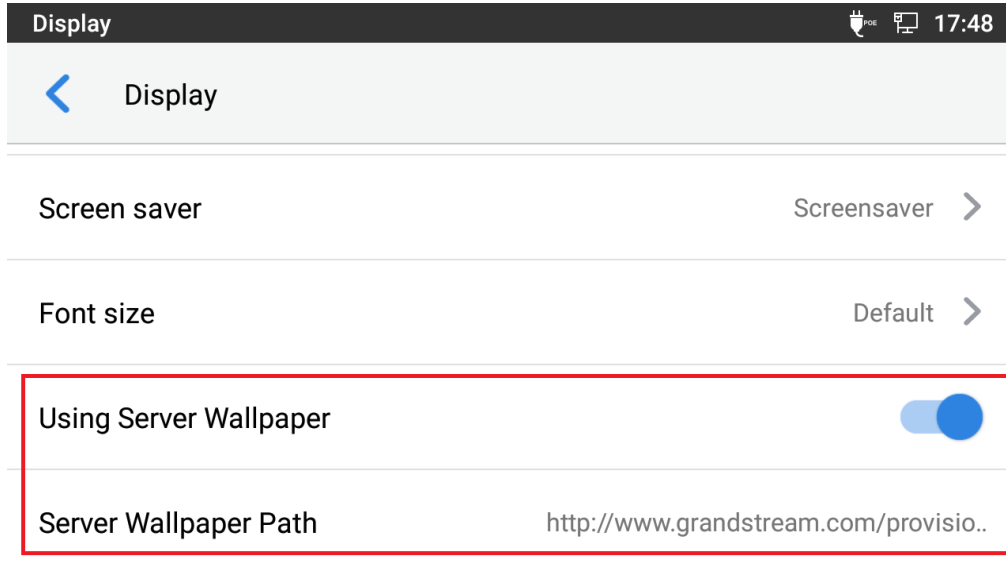 Display
POE
17:48
Display
Screen saver
Screensaver
Font size
Default
Using Server Wallpaper
Server Wallpaper Path
http://www.grandstream.com/provisio..